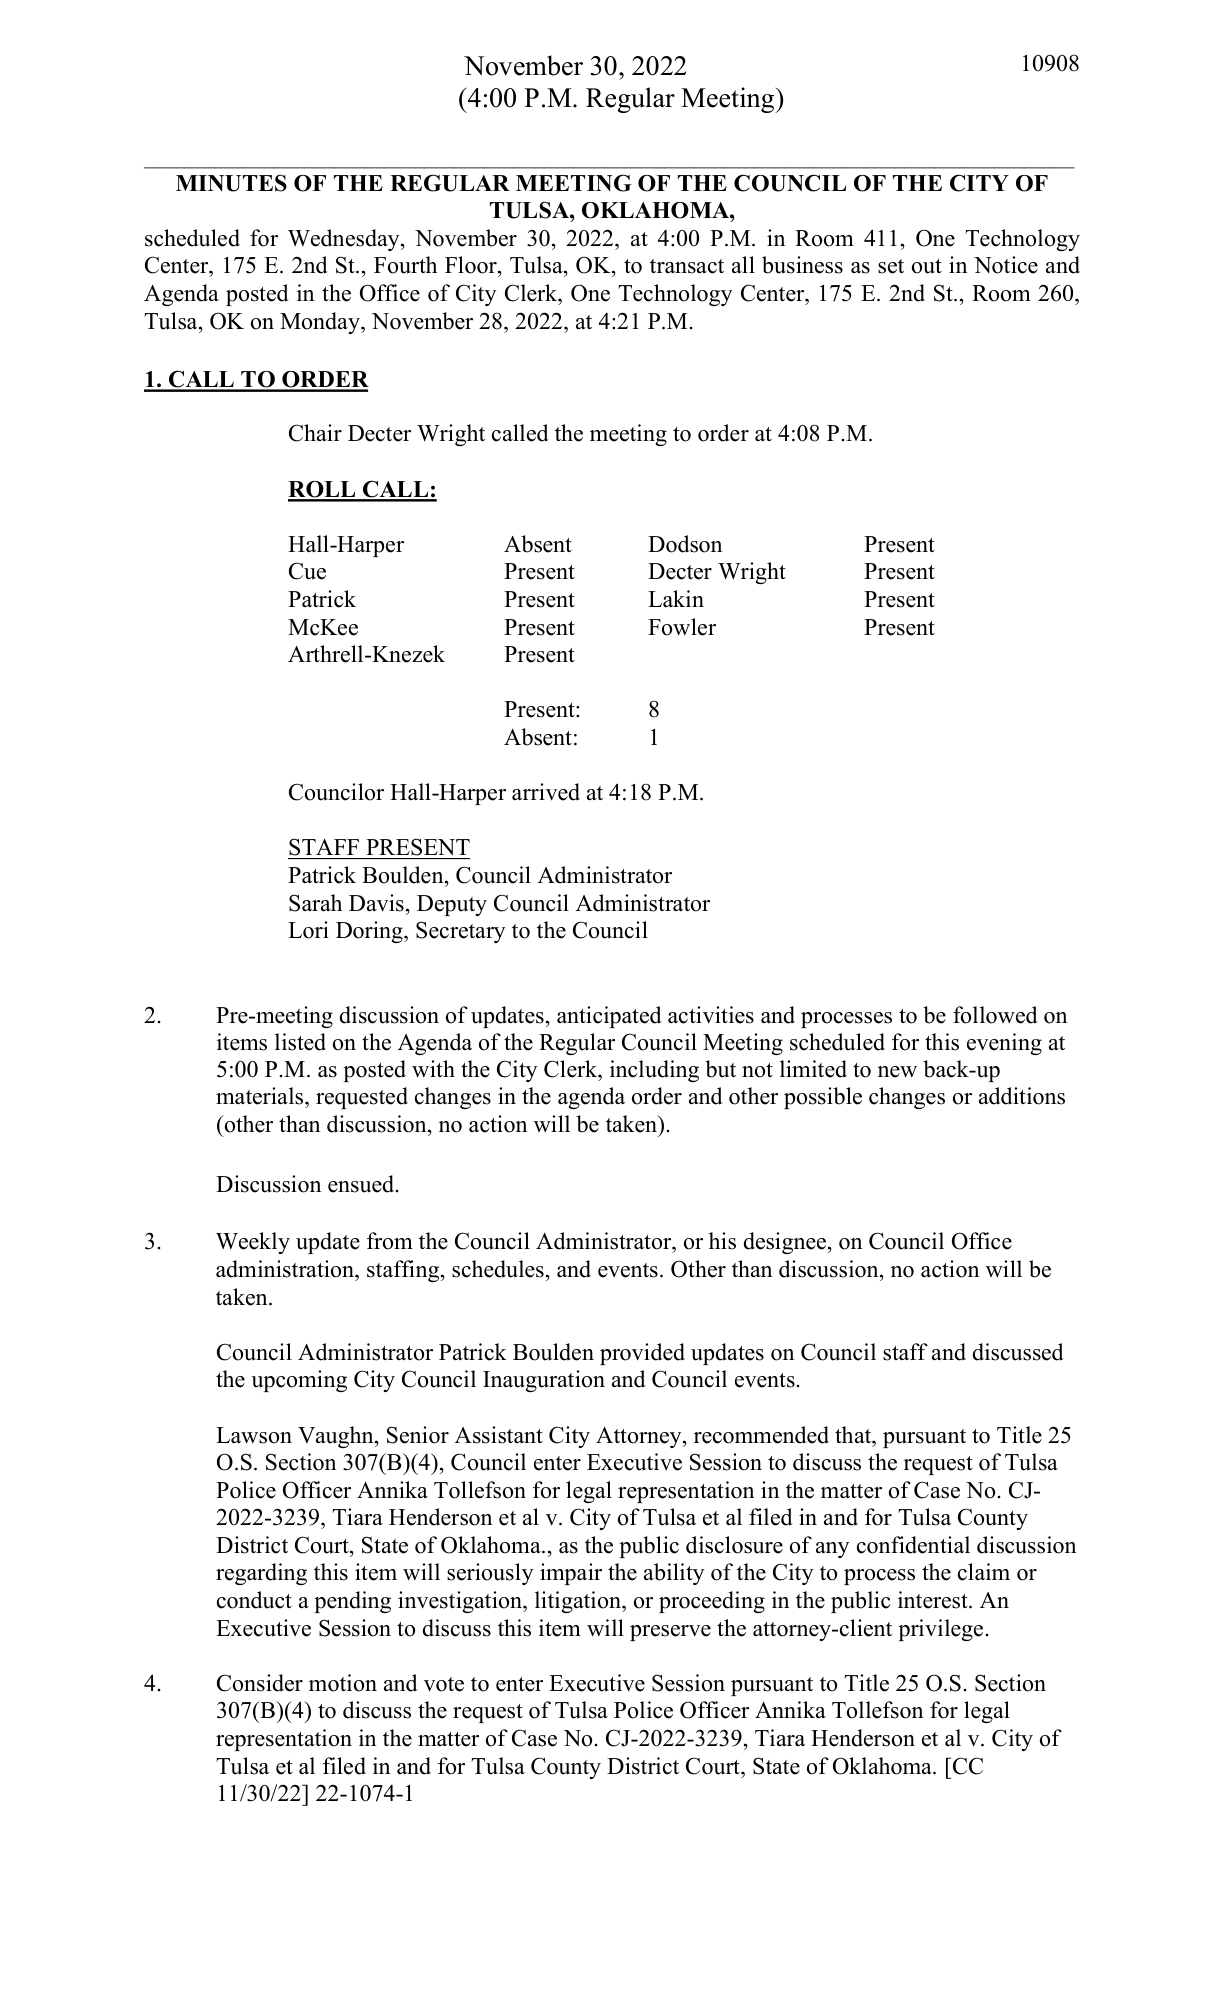 November 30, 2022
10908
(4:00 P.M. Regular Meeting)
MINUTES OF THE REGULAR MEETING OF THE COUNCIL OF THE CITY OF
TULSA, OKLAHOMA,
scheduled for Wednesday, November 30, 2022, at 4:00 P.M. in Room 411, One Technology
Center, 175 E. 2nd St., Fourth Floor, Tulsa, OK, to transact all business as set out in Notice and
Agenda posted in the Office of City Clerk, One Technology Center, 175 E. 2nd St., Room 260,
Tulsa, OK on Monday, November 28, 2022, at 4:21 P.M.
1. CALL TO ORDER
Chair Decter Wright called the meeting to order at 4:08 P.M.
ROLL CALL:
Hall-Harper Absent Dodson Present
Cue Present Decter Wright Present
Patrick Present Lakin Present
McKee Present Fowler Present
Arthrell-Knezek Present
Present: 8
Absent: 1
Councilor Hall-Harper arrived at 4:18 P.M.
STAFF PRESENT
Patrick Boulden, Council Administrator
Sarah Davis, Deputy Council Administrator
Lori Doring, Secretary to the Council
2. Pre-meeting discussion of updates, anticipated activities and processes to be followed on
items listed on the Agenda of the Regular Council Meeting scheduled for this evening at
5:00 P.M. as posted with the City Clerk, including but not limited to new back-up
materials, requested changes in the agenda order and other possible changes or additions
(other than discussion, no action will be taken).
Discussion ensued.
3. Weekly update from the Council Administrator, or his designee, on Council Office
administration, staffing, schedules, and events. Other than discussion, no action will be
taken.
Council Administrator Patrick Boulden provided updates on Council staff and discussed
the upcoming City Council Inauguration and Council events.
Lawson Vaughn, Senior Assistant City Attorney, recommended that, pursuant to Title 25
O.S. Section 307(B)(4), Council enter Executive Session to discuss the request of Tulsa
Police Officer Annika Tollefson for legal representation in the matter of Case No. CJ-
2022-3239, Tiara Henderson et al v. City of Tulsa et al filed in and for Tulsa County
District Court, State of Oklahoma., as the public disclosure of any confidential discussion
regarding this item will seriously impair the ability of the City to process the claim or
conduct a pending investigation, litigation, or proceeding in the public interest. An
Executive Session to discuss this item will preserve the attorney-client privilege.
4. Consider motion and vote to enter Executive Session pursuant to Title 25 O.S. Section
307(B)(4) to discuss the request of Tulsa Police Officer Annika Tollefson for legal
representation in the matter of Case No. CJ-2022-3239, Tiara Henderson et al v. City of
Tulsa et al filed in and for Tulsa County District Court, State of Oklahoma. [CC
11/30/22] 22-1074-1